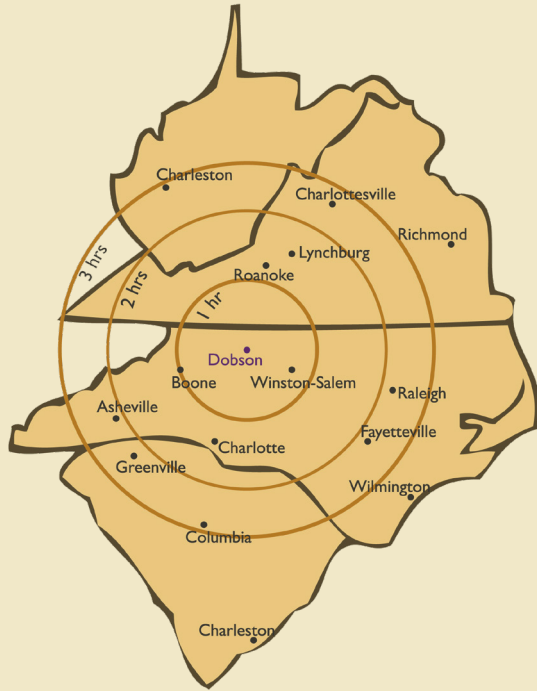 Charleston
Charlottesville
Richmond
3 hrs
2 hrs
Lynchburg
Roanoke
1 hr
Dobson
Boone
Winston-Salem
Raleigh
Asheville
Fayetteville
Charlotte
Greenville
Wilmington
Columbia
Charleston